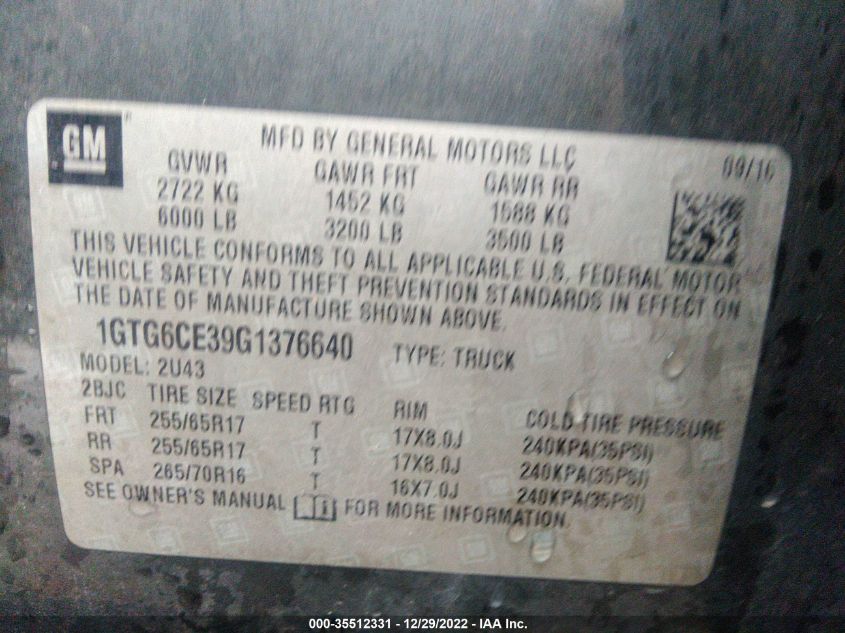 GM® MFD BY GENERAL MOTORS LLC 09/16
GVWR GAWR FRT GAWR RR
2722 KG 1452 KG 1588 KG
6000 LB 3200 LB 3500 LB
THIS VEHICLE CONFORMS TO ALL APPLICABLE U.S. FEDERAL MOTOR
VEHICLE SAFETY AND THEFT PREVENTION STANDARDS IN EFFECT ON
THE DATE OF MANUFACTURE SHOWN ABOVE.
1GTG6CE39G1376640 TYPE: TRUCK
MODEL: 2U43
2BJC TIRE SIZE SPEED RTG RIM COLD TIRE PRESSURE
FRT 255/65R17 T 17X8.0J 240KPA(35PSI)
RR 255/65R17 T 17X8.0J 240KPA(35PSI)
SPA 265/70R16 T 16X7.0J 240KPA(35PSI)
SEE OWNER'S MANUAL FOR MORE INFORMATION.
000-35512331 - 12/29/2022 - IAA Inc.